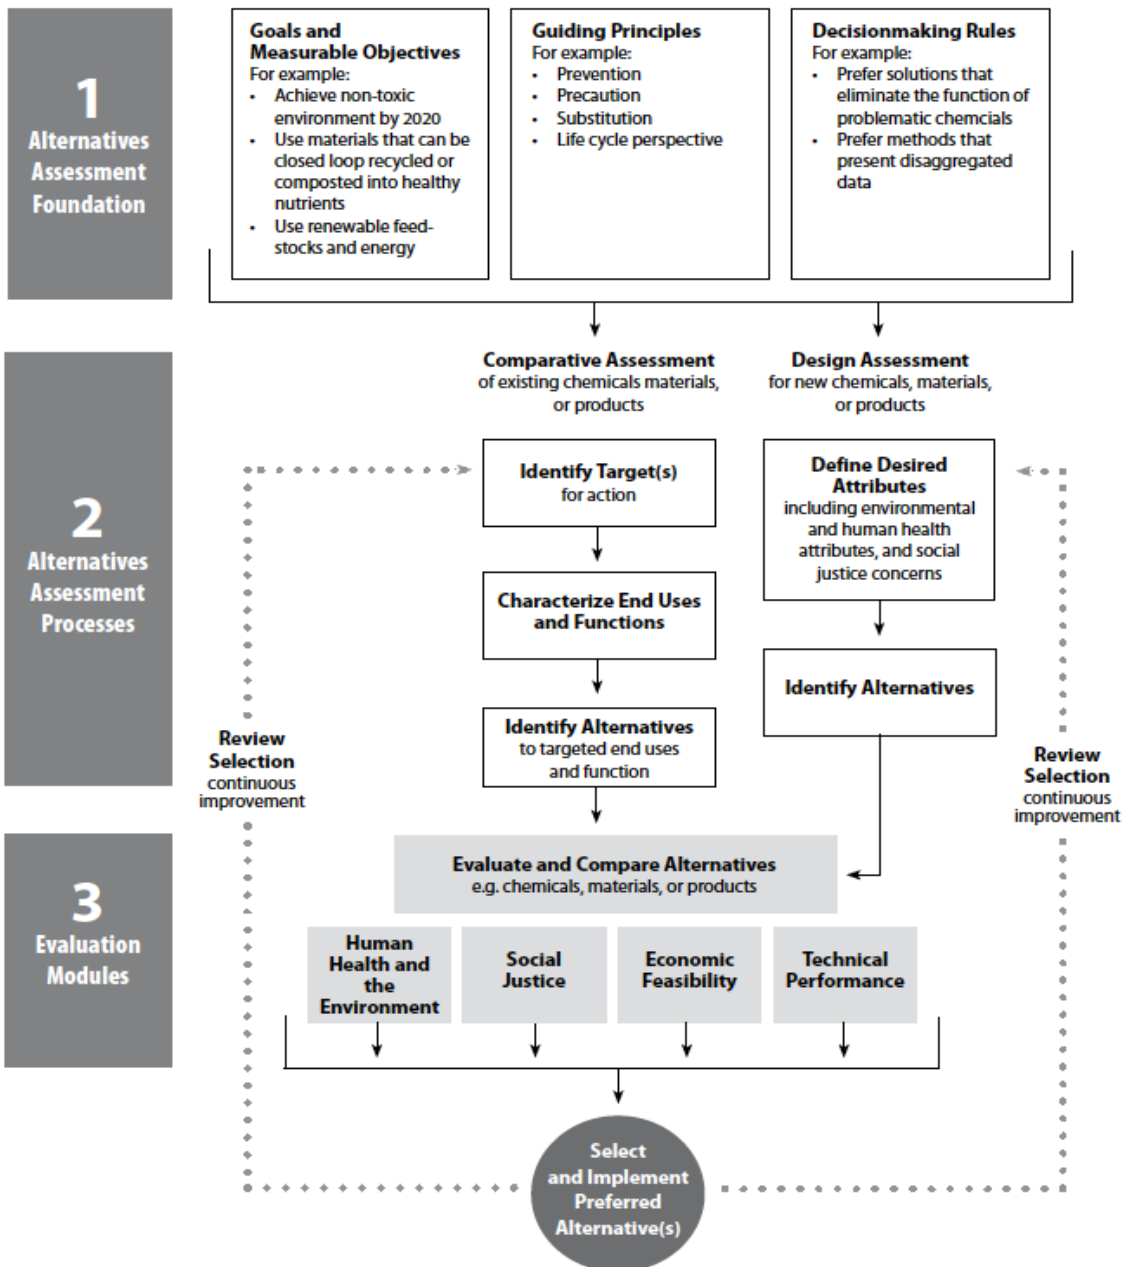 1
Alternatives
Assessment
Foundation
Goals and
Measurable Objectives
For example:
• Achieve non-toxic
environment by 2020
• Use materials that can be
closed loop recycled or
composted into healthy
nutrients
• Use renewable feed-
stocks and energy
Guiding Principles
For example:
• Prevention
• Precaution
• Substitution
• Life cycle perspective
Decisionmaking Rules
For example:
• Prefer solutions that
eliminate the function of
problematic chemcials
• Prefer methods that
present disaggregated
data
2
Alternatives
Assessment
Processes
Comparative Assessment
of existing chemicals materials,
or products
Design Assessment
for new chemicals, materials,
or products
Identify Target(s)
for action
Define Desired
Attributes
including environmental
and human health
attributes, and social
justice concerns
Characterize End Uses
and Functions
Identify Alternatives
Identify Alternatives
to targeted end uses
and function
Review
Selection
continuous
improvement
Review
Selection
continuous
improvement
3
Evaluation
Modules
Evaluate and Compare Alternatives
e.g. chemicals, materials, or products
Human
Health and
the
Environment
Social
Justice
Economic
Feasibility
Technical
Performance
Select
and Implement
Preferred
Alternative(s)